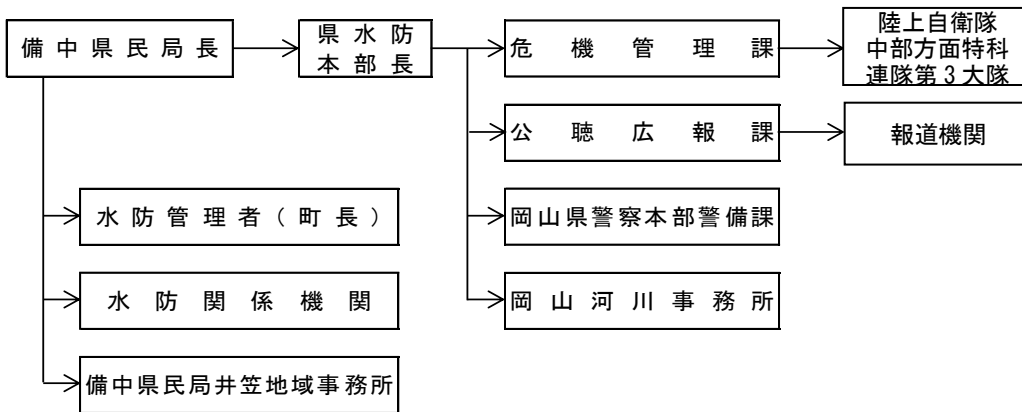 備中県民局長
県水防
本部長
危機管理課
陸上自衛隊
中部方面特科
連隊第3大隊
公聴広報課
報道機関
水防管理者(町長)
岡山県警察本部警備課
水防関係機関
岡山河川事務所
備中県民局井笠地域事務所